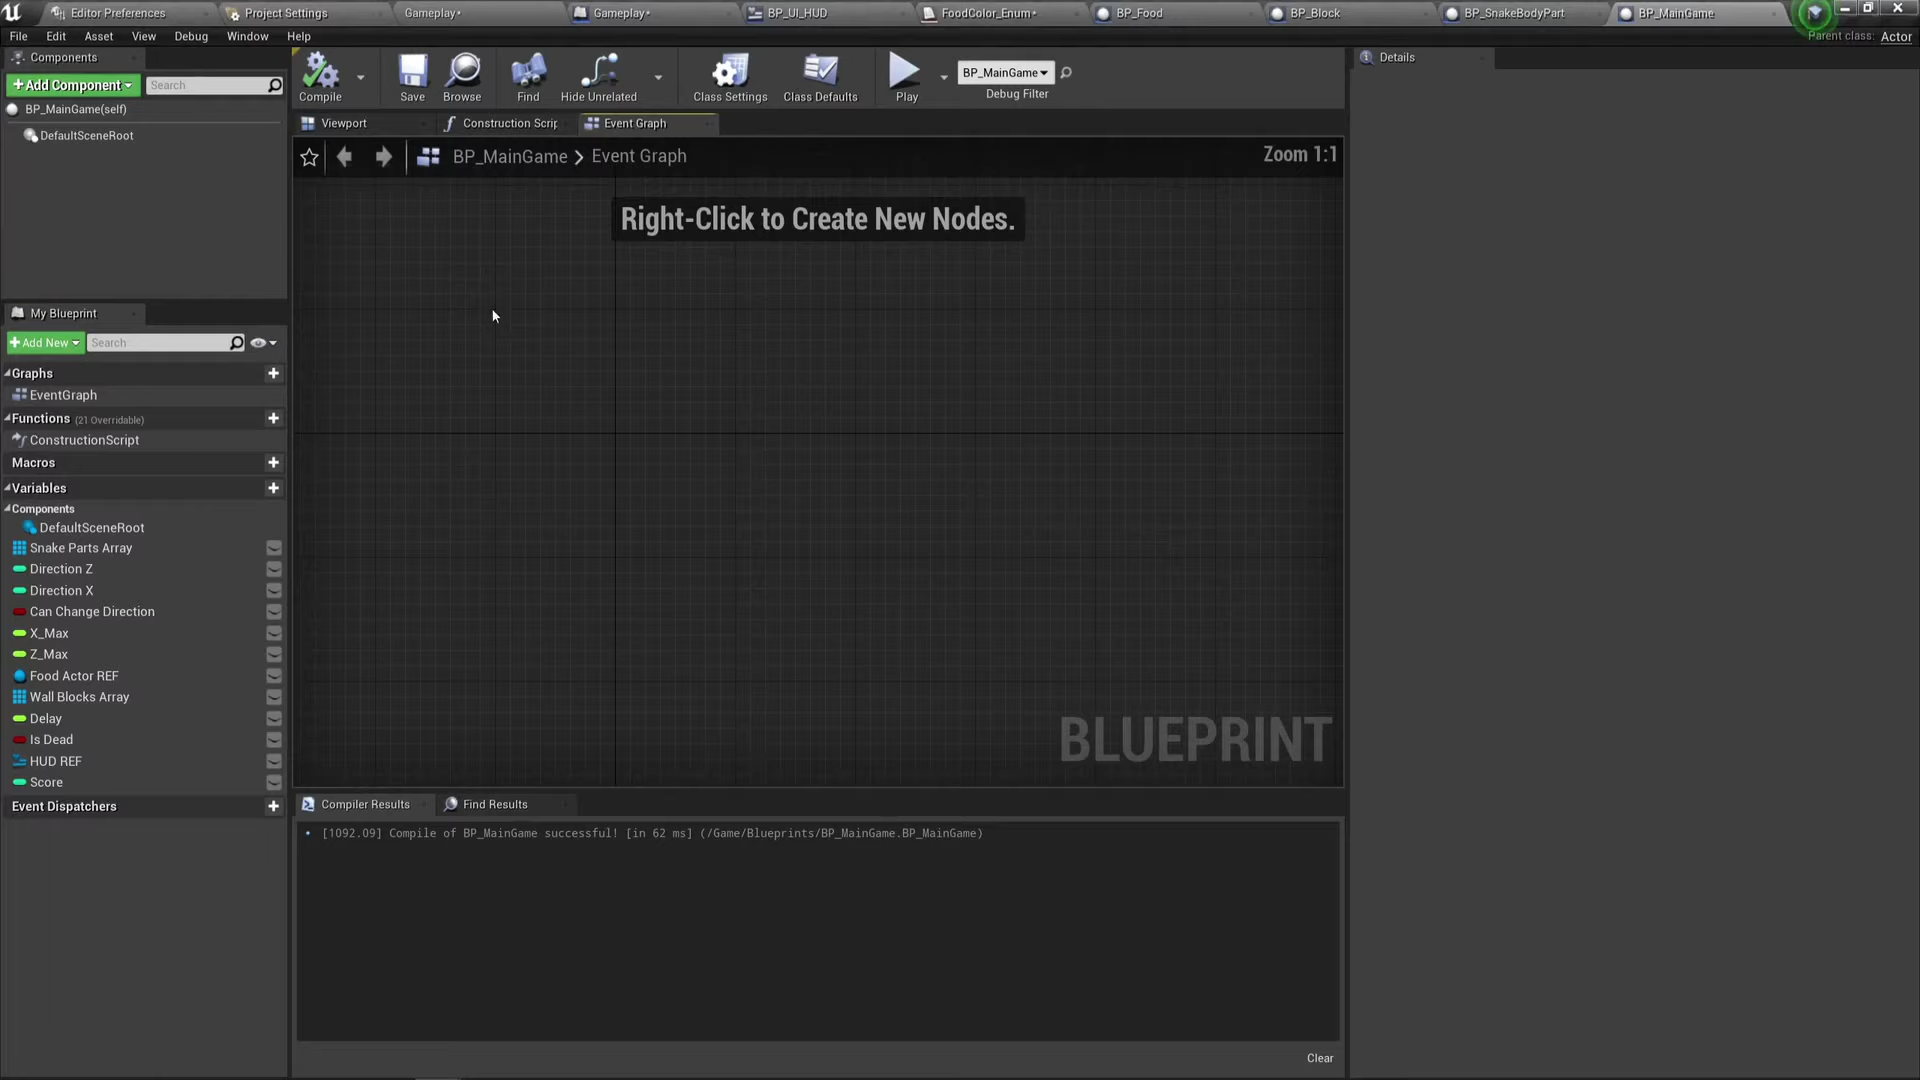 Editor Preferences
Project Settings
Gameplay*
Gameplay*
BP_UI_HUD
FoodColor_Enum*
BP_Food
BP_Block
BP_SnakeBodyPart
BP_MainGame
File Edit Asset View Debug Window Help
Parent class: Actor
Components
+Add Component
Search
BP_MainGame(self)
DefaultSceneRoot
Compile
Save
Browse
Find
Hide Unrelated
Class Settings
Class Defaults
Play
BP_MainGame
Debug Filter
Details
Viewport
Construction Scrip
Event Graph
BP_MainGame > Event Graph
Zoom 1:1
Right-Click to Create New Nodes.
BLUEPRINT
My Blueprint
+Add New
Search
Graphs
EventGraph
Functions (21 Overridable)
ConstructionScript
Macros
Variables
Components
DefaultSceneRoot
Snake Parts Array
Direction Z
Direction X
Can Change Direction
X_Max
Z_Max
Food Actor REF
Wall Blocks Array
Delay
Is Dead
HUD REF
Score
Event Dispatchers
Compiler Results
Find Results
[1092.09] Compile of BP_MainGame successful! [in 62 ms] (/Game/Blueprints/BP_MainGame.BP_MainGame)
Clear